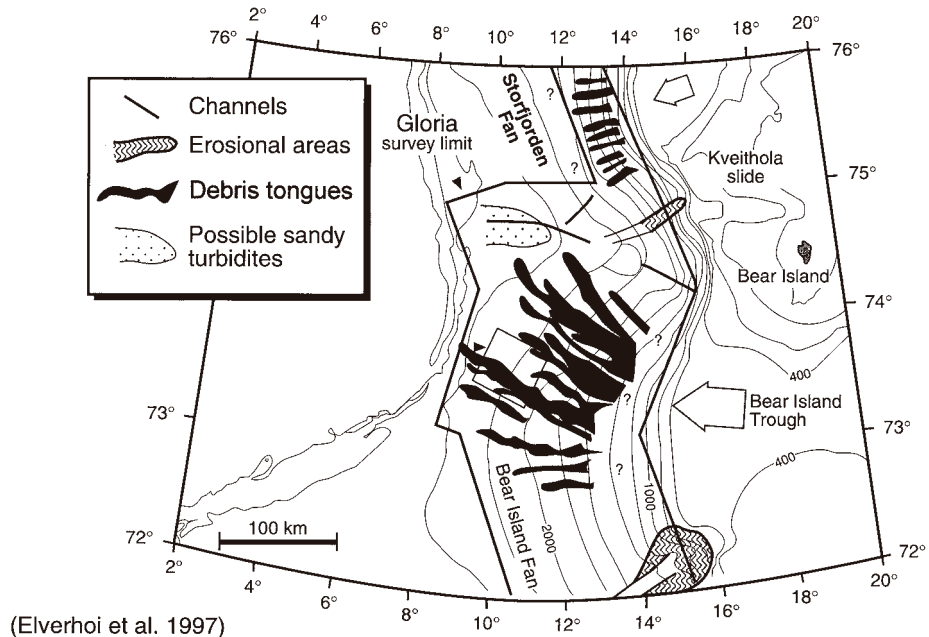 2°
4°
6°
8°
10°
12°
14°
16°
18°
20°
76°
76°
Channels
Erosional areas
Debris tongues
Possible sandy
turbidites
Gloria
survey limit
Storfjorden
Fan
?
?
Kveithola
slide
75°
Bear Island
74°
400
?
?
?
Bear Island
Trough
73°
73°
400
1000
2000
Bear Island Fan-
100 km
72°
72°
2°
4°
6°
8°
10°
12°
14°
16°
18°
20°
(Elverhoi et al. 1997)